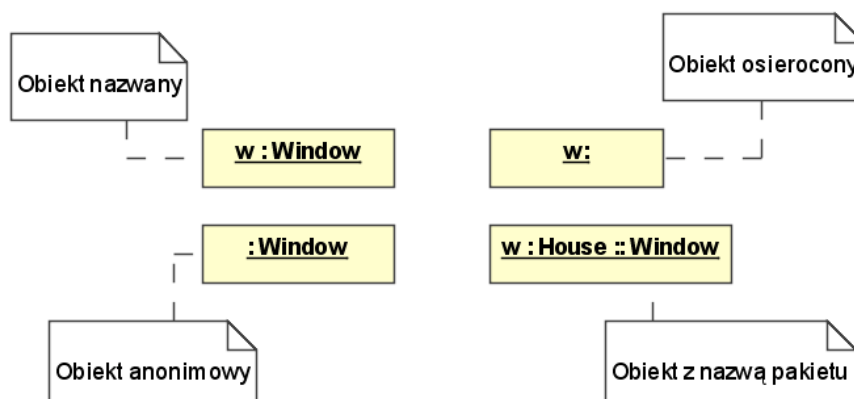 Obiekt nazwany
Obiekt osierocony
w : Window
w:
: Window
w : House :: Window
Obiekt anonimowy
Obiekt z nazwą pakietu